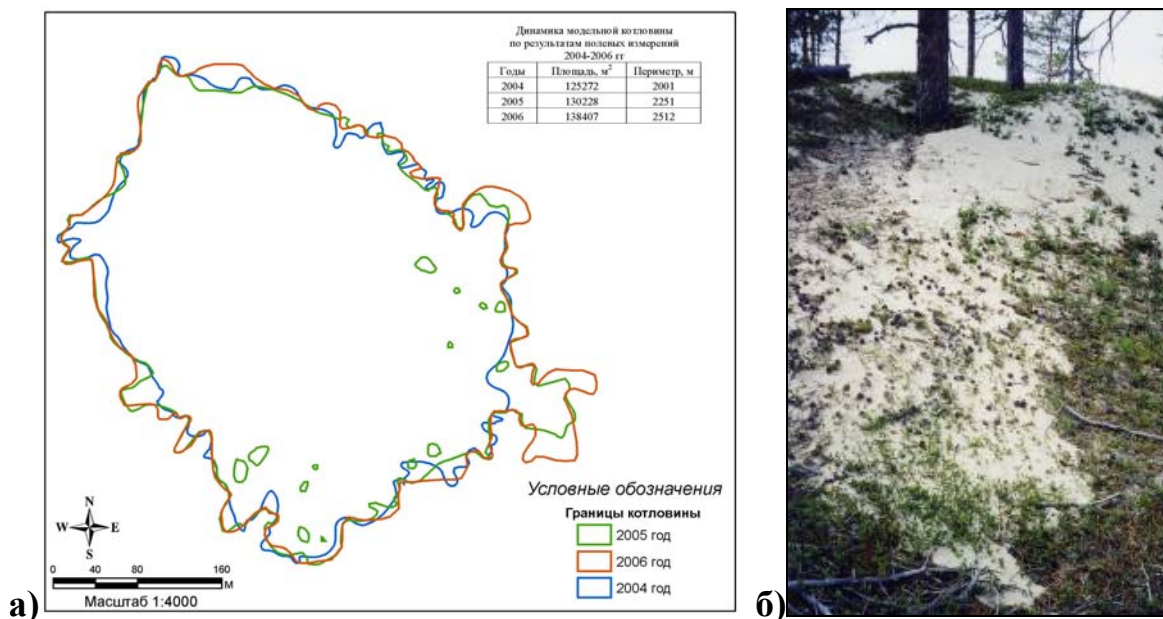 Динамика модельной котловины
по результатам полевых измерений
2004-2006 гг
Годы Площадь, м² Периметр, м
2004 125272 2001
2005 130228 2251
2006 138407 2512
Условные обозначения
Границы котловины
2005 год
2006 год
2004 год
N
W E
S
0 40 80 160
М
Масштаб 1:4000
а)
б)